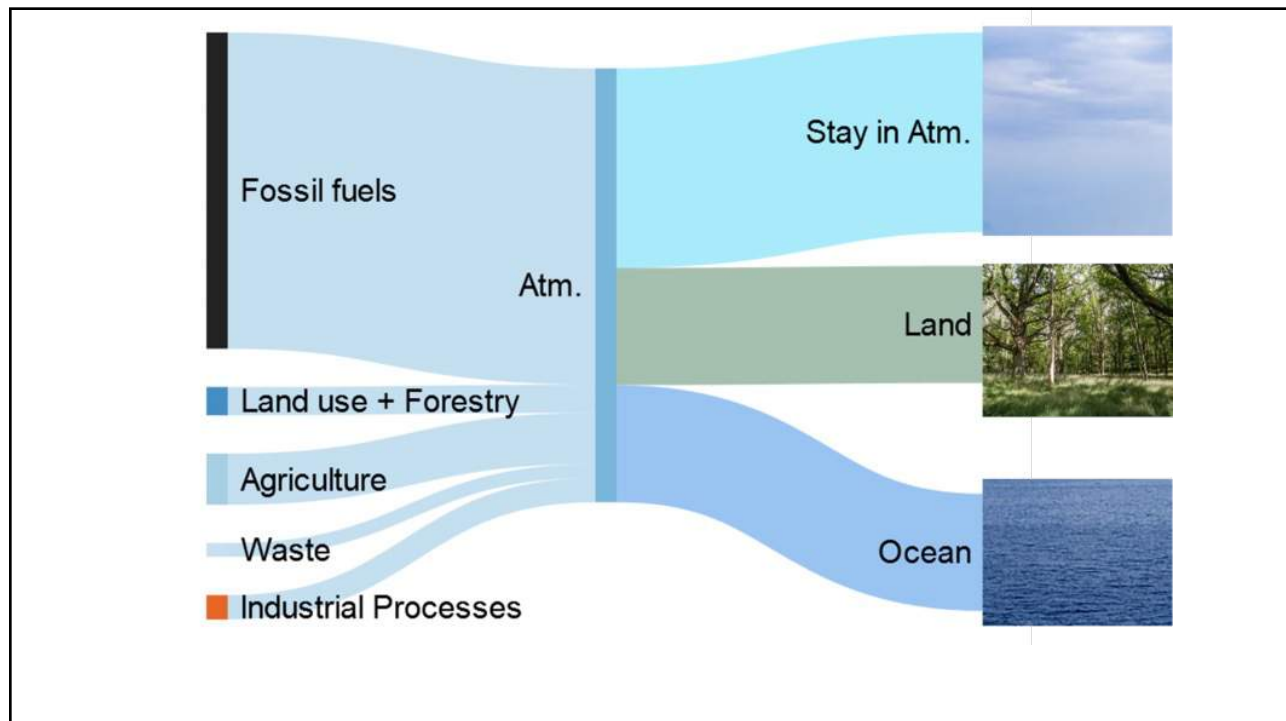 Fossil fuels
Land use + Forestry
Agriculture
Waste
Industrial Processes
Atm.
Stay in Atm.
Land
Ocean